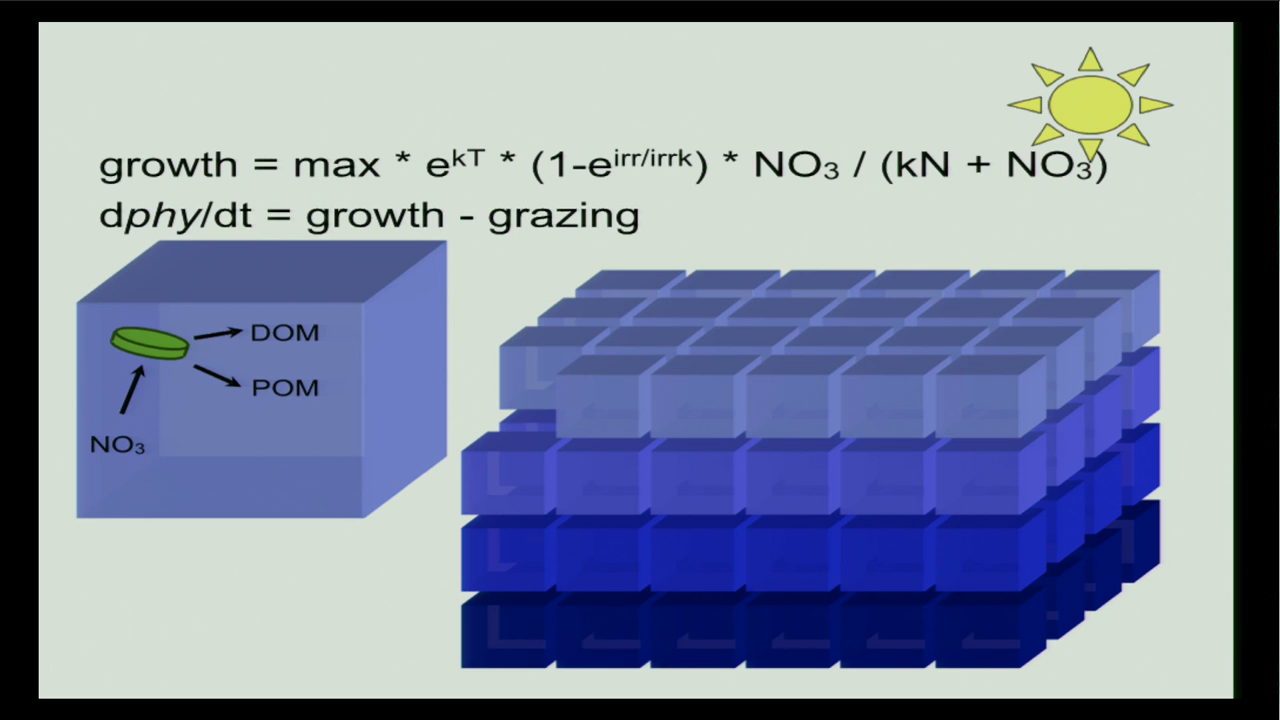 growth = max * e^kT * (1-e^irr/irrk) * NO₃ / (kN + NO₃)
dphy/dt = growth - grazing
DOM
POM
NO₃